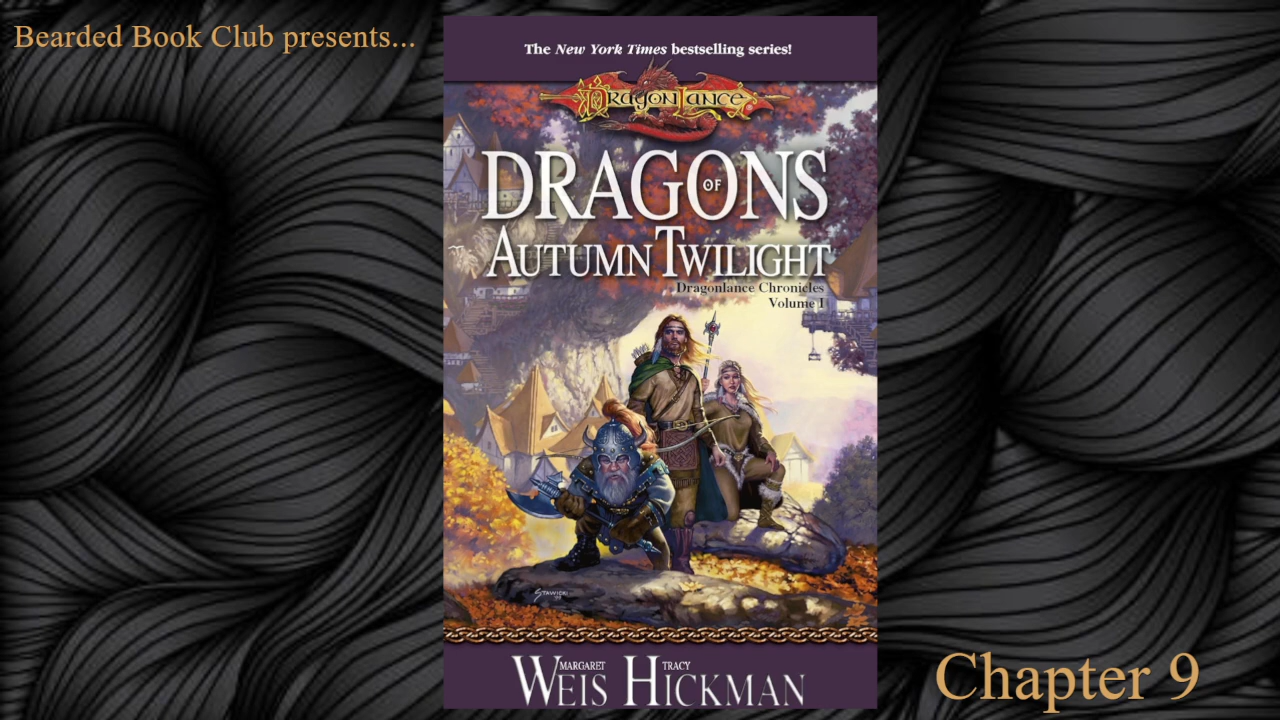 Bearded Book Club presents...
The New York Times bestselling series!
DragonLance
DRAGONS OF
AUTUMN TWILIGHT
Dragonlance Chronicles
Volume I
STAWICKI
MARGARET WEIS TRACY HICKMAN
Chapter 9